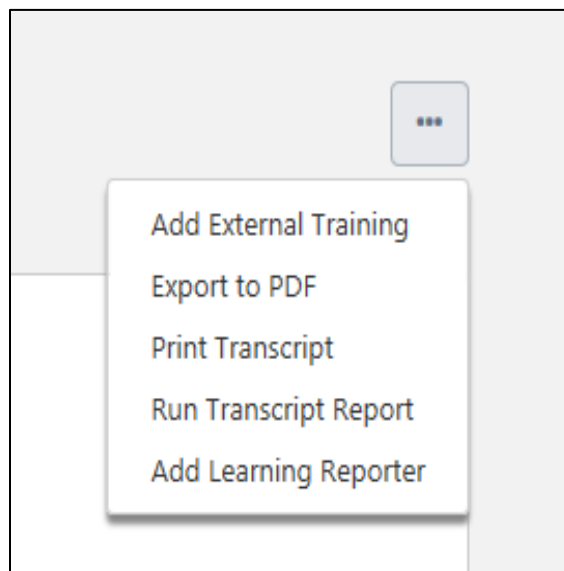 Add External Training
Export to PDF
Print Transcript
Run Transcript Report
Add Learning Reporter